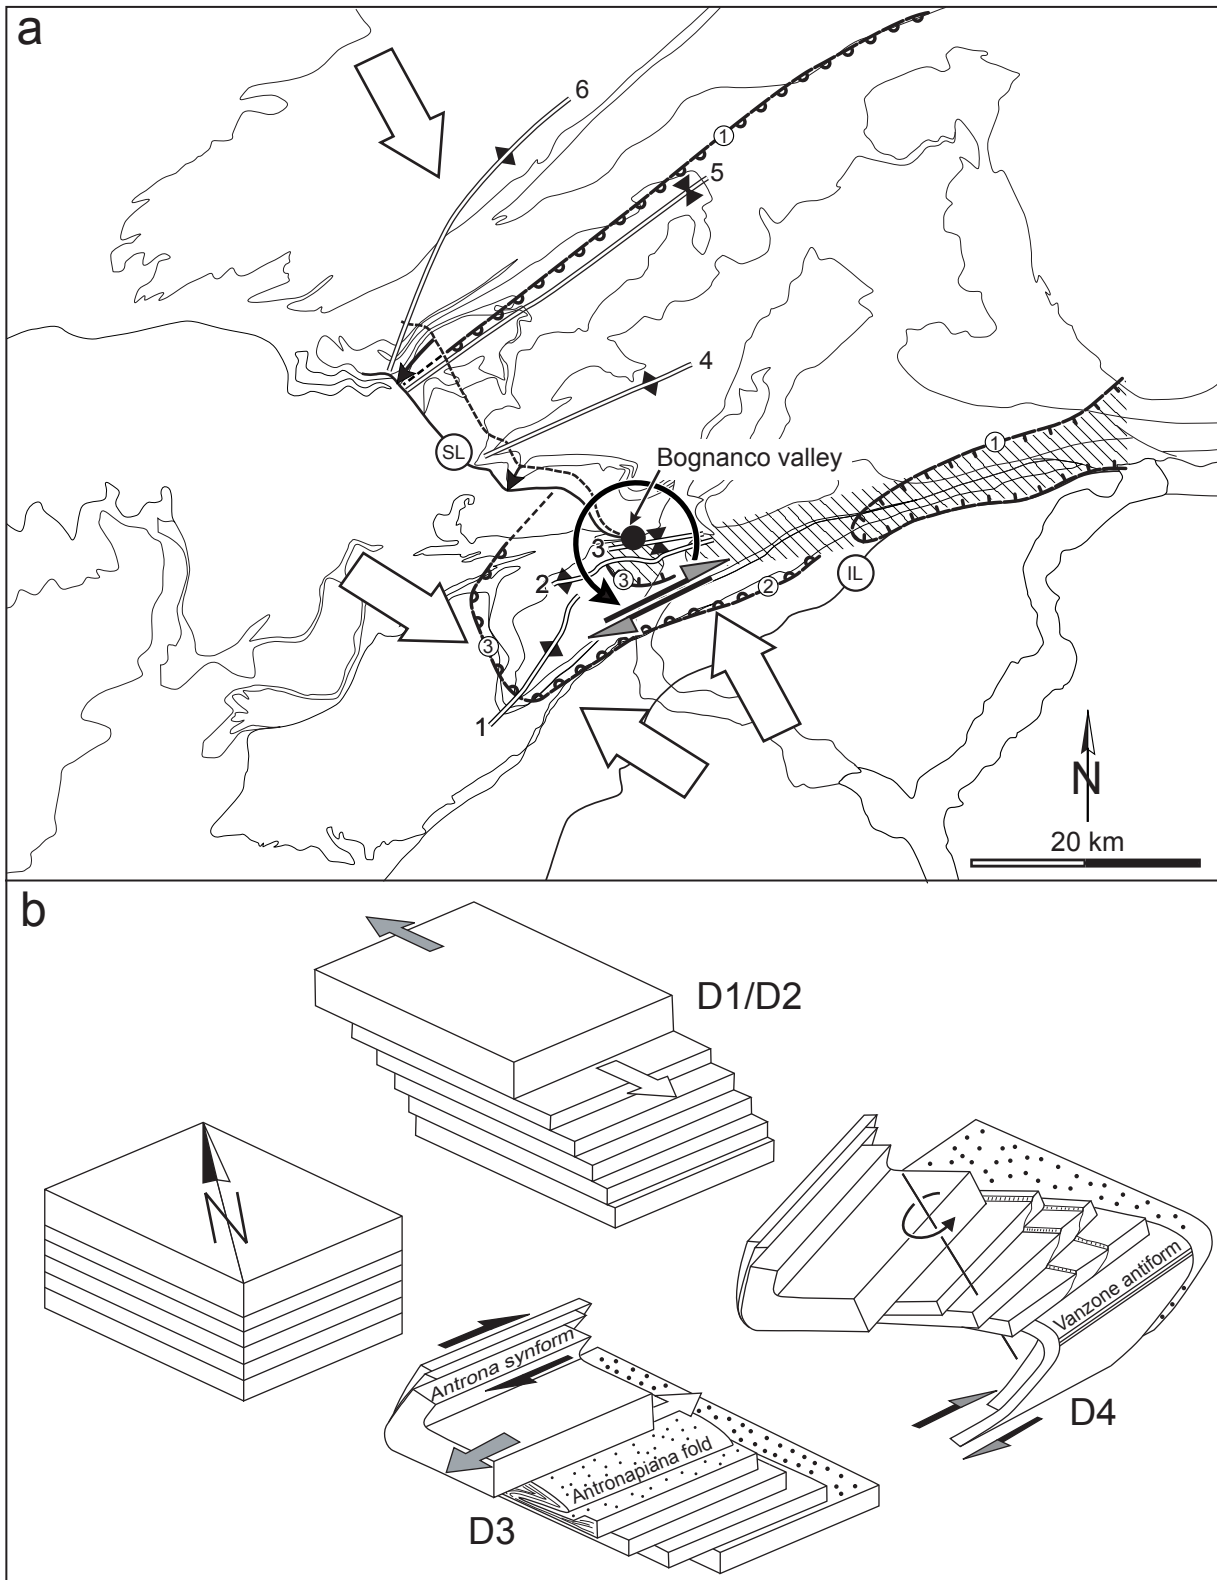 a
6
1
5
4
SL
Bognanco valley
1
3
2
3
2
IL
3
1
N
20 km
b
D1/D2
N
Antrona synform
Vanzone antiform
Antronapiana fold
D4
D3